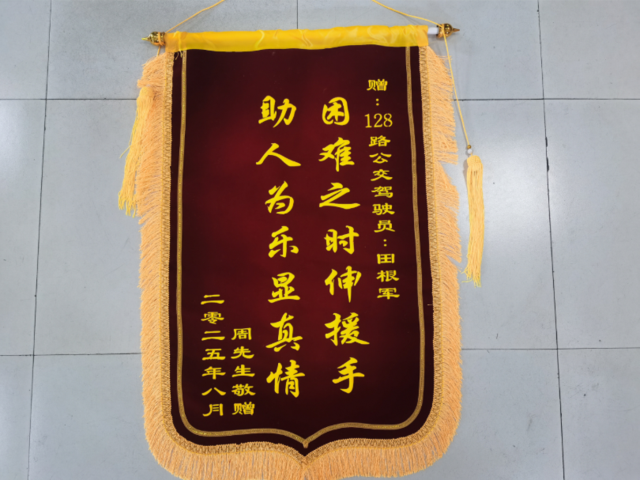 赠：128路公交驾驶员：田根军
困难之时伸援手
助人为乐显真情
周先生敬赠
二零二五年八月